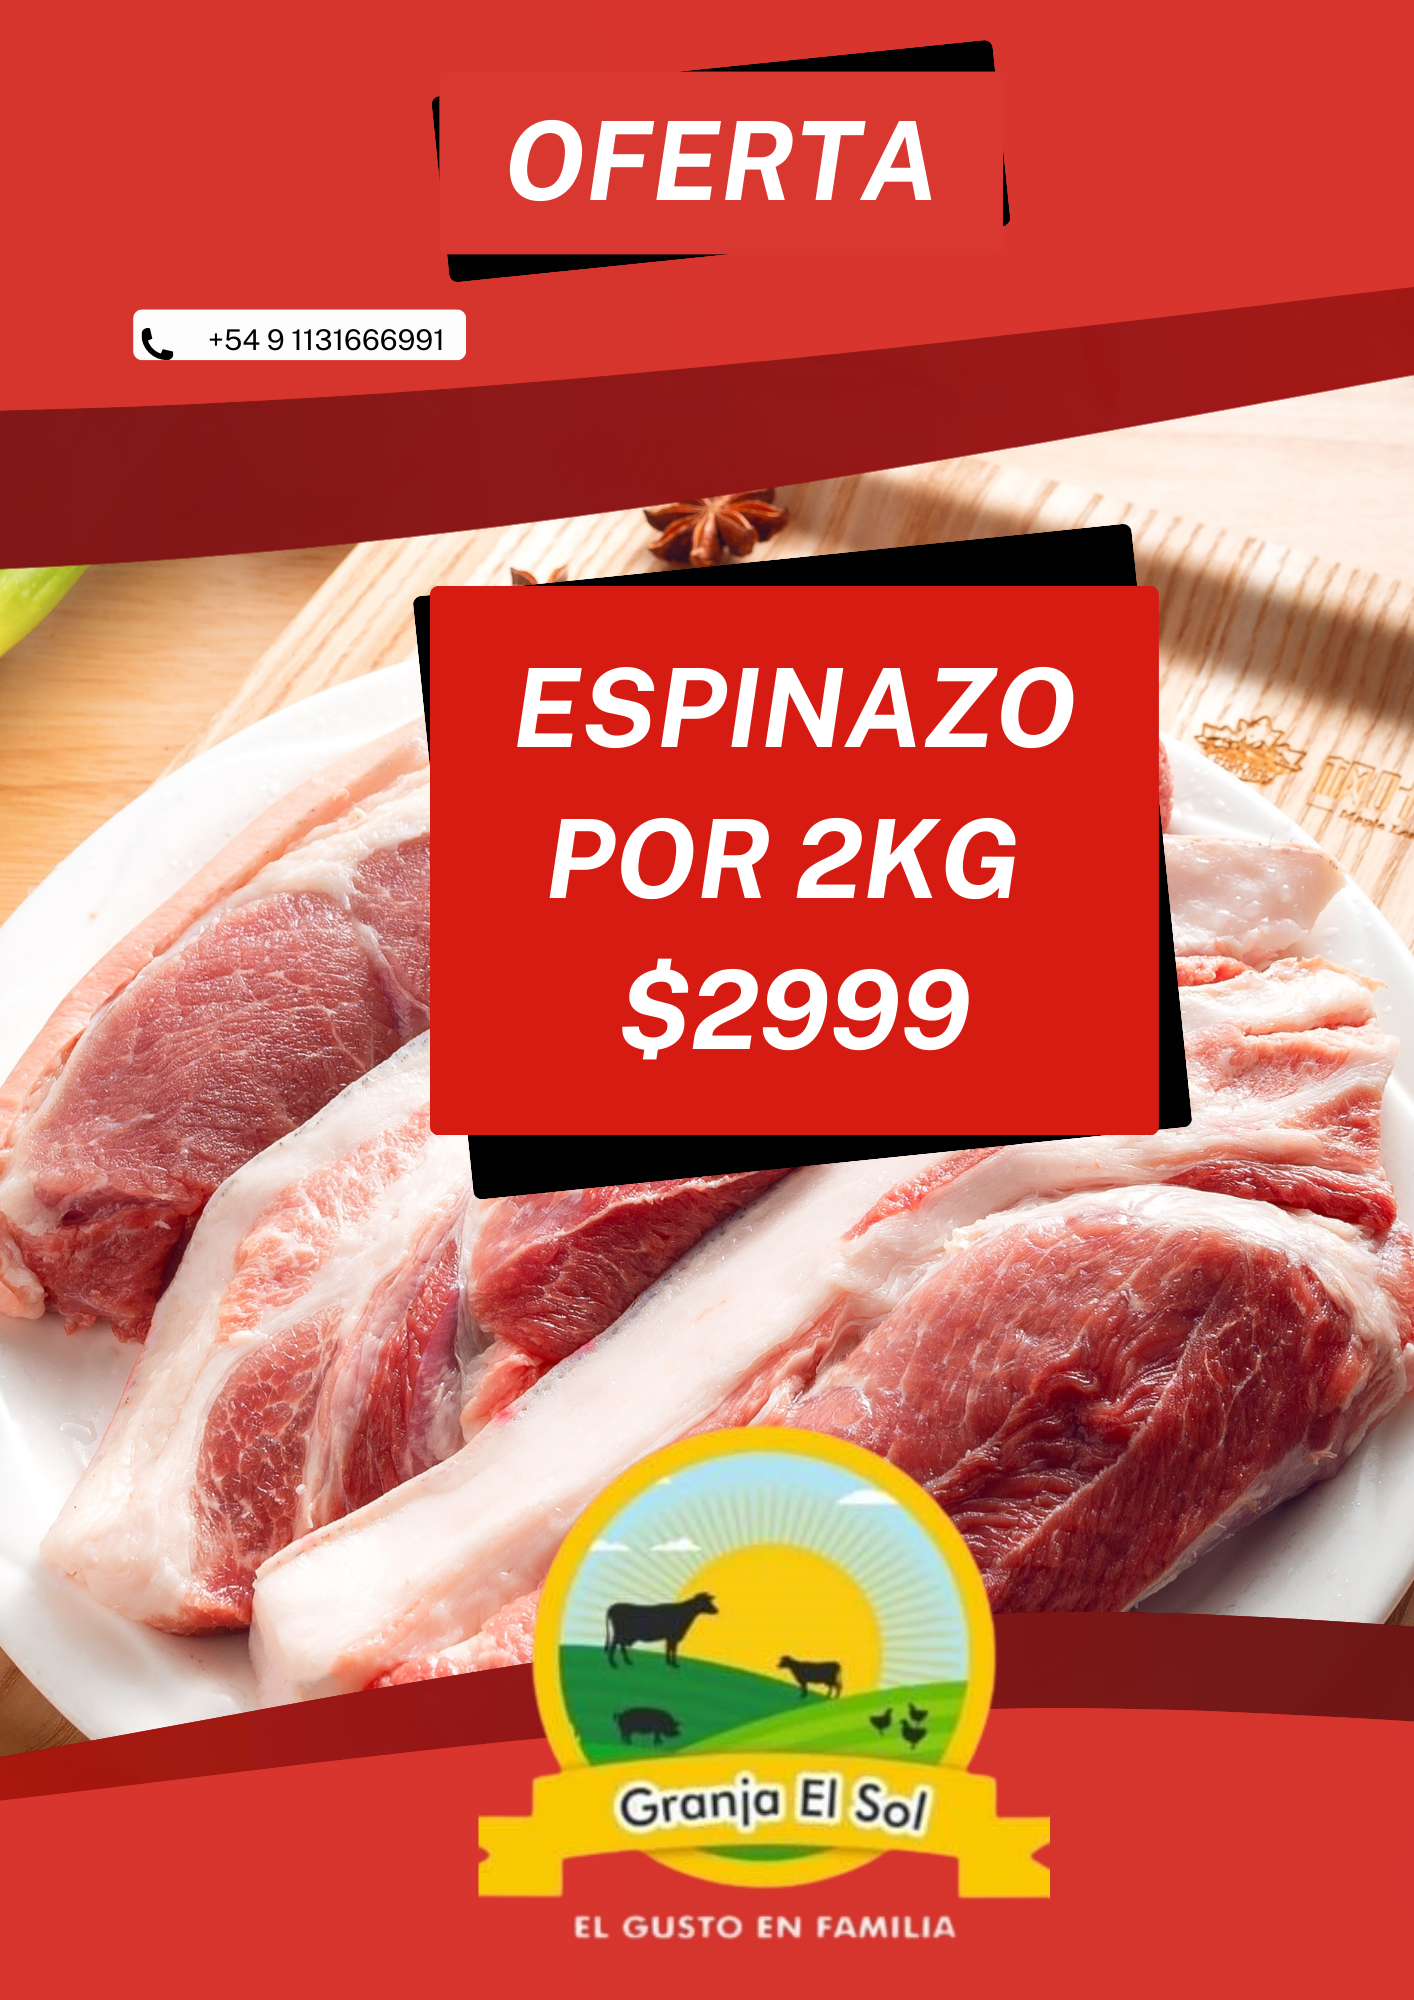 OFERTA
+54 9 1131666991
ESPINAZO
POR 2KG
$2999
Granja El Sol
EL GUSTO EN FAMILIA